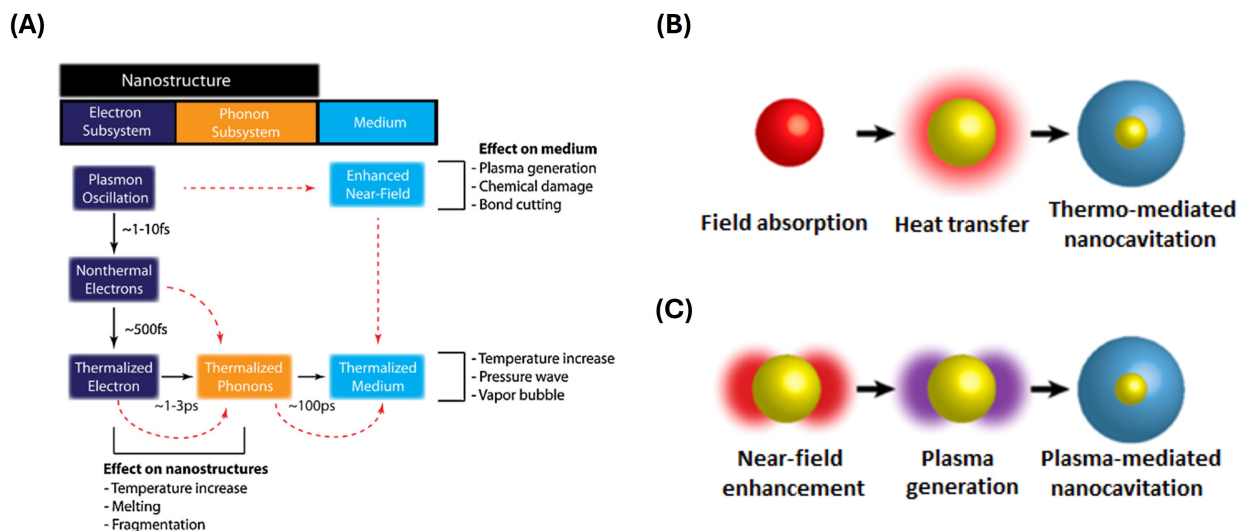 (A)
Nanostructure
Electron
Subsystem
Phonon
Subsystem
Medium
Plasmon
Oscillation
Enhanced
Near-Field
Effect on medium
- Plasma generation
- Chemical damage
- Bond cutting
~1-10fs
Nonthermal
Electrons
~500fs
Thermalized
Electron
Thermalized
Phonons
Thermalized
Medium
~1-3ps
~100ps
- Temperature increase
- Pressure wave
- Vapor bubble
Effect on nanostructures
- Temperature increase
- Melting
- Fragmentation
(B)
Field absorption
Heat transfer
Thermo-mediated
nanocavitation
(C)
Near-field
enhancement
Plasma
generation
Plasma-mediated
nanocavitation